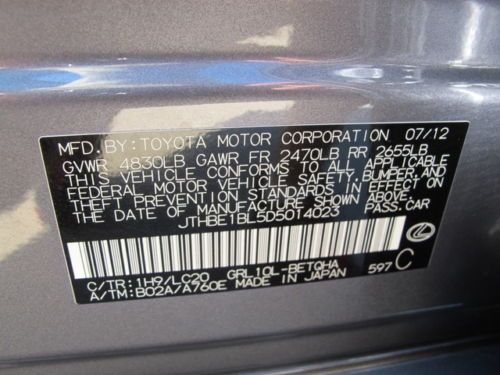 MFD. BY: TOYOTA MOTOR CORPORATION 07/12
GVWR 4830LB GAWR FR 2470LB RR 2655LB
THIS VEHICLE CONFORMS TO ALL APPLICABLE
FEDERAL MOTOR VEHICLE SAFETY, BUMPER, AND
THEFT PREVENTION STANDARDS IN EFFECT ON
THE DATE OF MANUFACTURE SHOWN ABOVE.
JTHBE1BL5D5014023 PASS. CAR
C/TR: 1H9/LC20 GRL10L-BETQHA
A/TM: B02A/A760E MADE IN JAPAN 597 C